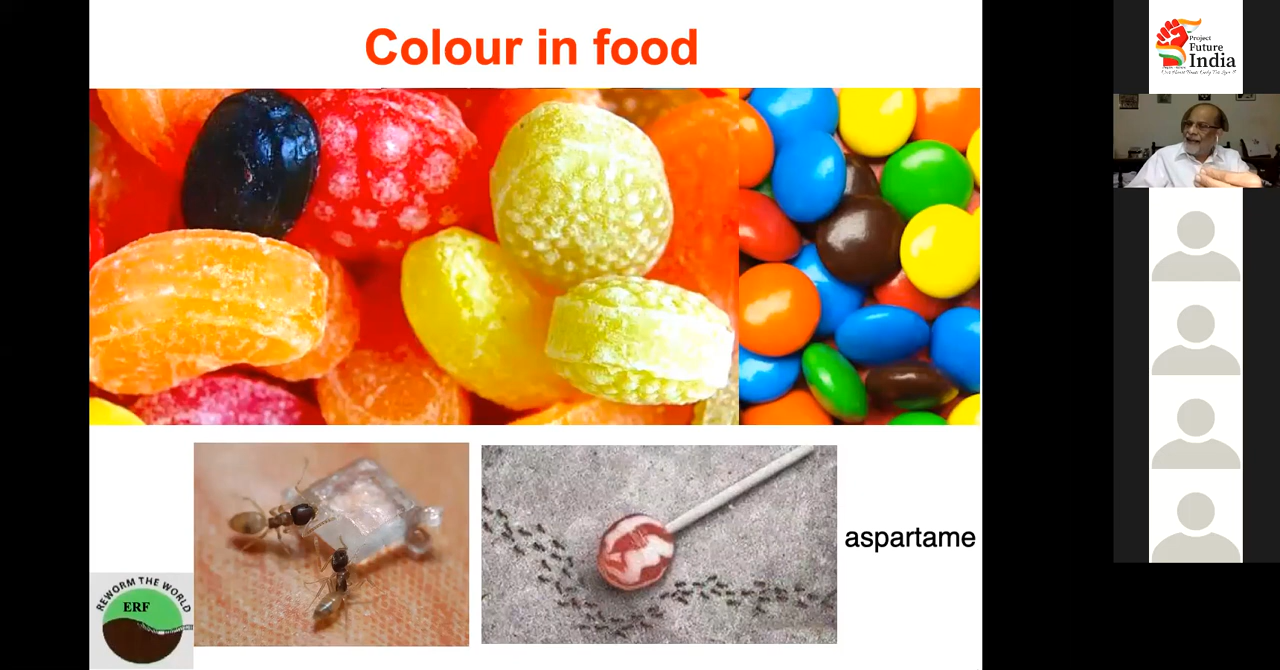 Colour in food
aspartame
REWORM THE WORLD
ERF
Project
Future
India